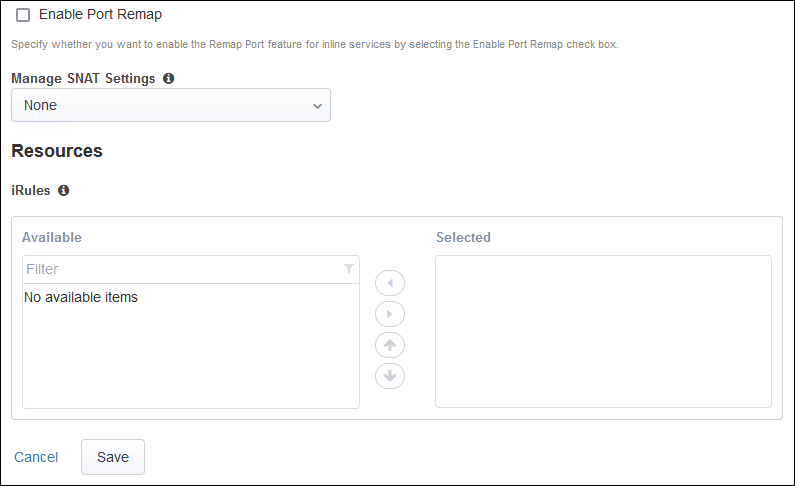 Enable Port Remap
Specify whether you want to enable the Remap Port feature for inline services by selecting the Enable Port Remap check box.
Manage SNAT Settings
None
Resources
iRules
Available
Selected
Filter
No available items
Cancel
Save